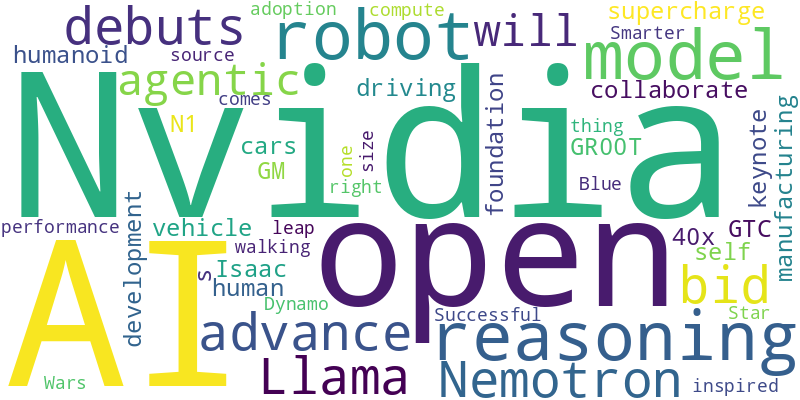 adoption
compute
supercharge
debuts
robot
will
Smarter
humanoid
source
model
agentic
driving
collaborate
comes
foundation
manufacturing
Nvidia
N1
cars
GM
one
size
right
thing
GR00T
keynote
Blue
performance
development
vehicle
leap
open
40x
GTC
walking
self
AI
s
Isaac
human
bid
Dynamo
Successful
Star
advance
reasoning
Wars
Llama
Nemotron
inspired